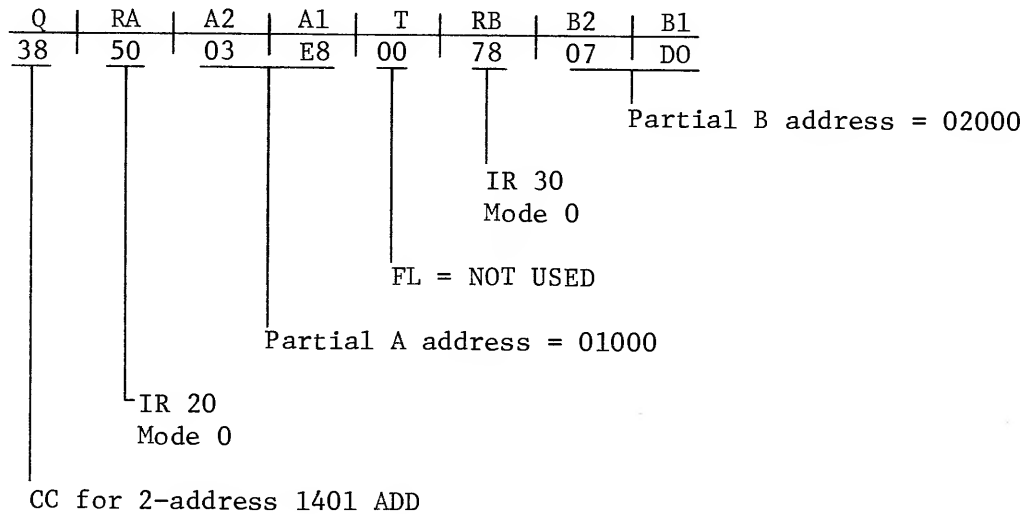 Q | RA | A2 | A1 | T | RB | B2 | B1
38 | 50 | 03 | E8 | 00 | 78 | 07 | D0
Partial B address = 02000
IR 30
Mode 0
FL = NOT USED
Partial A address = 01000
IR 20
Mode 0
CC for 2-address 1401 ADD